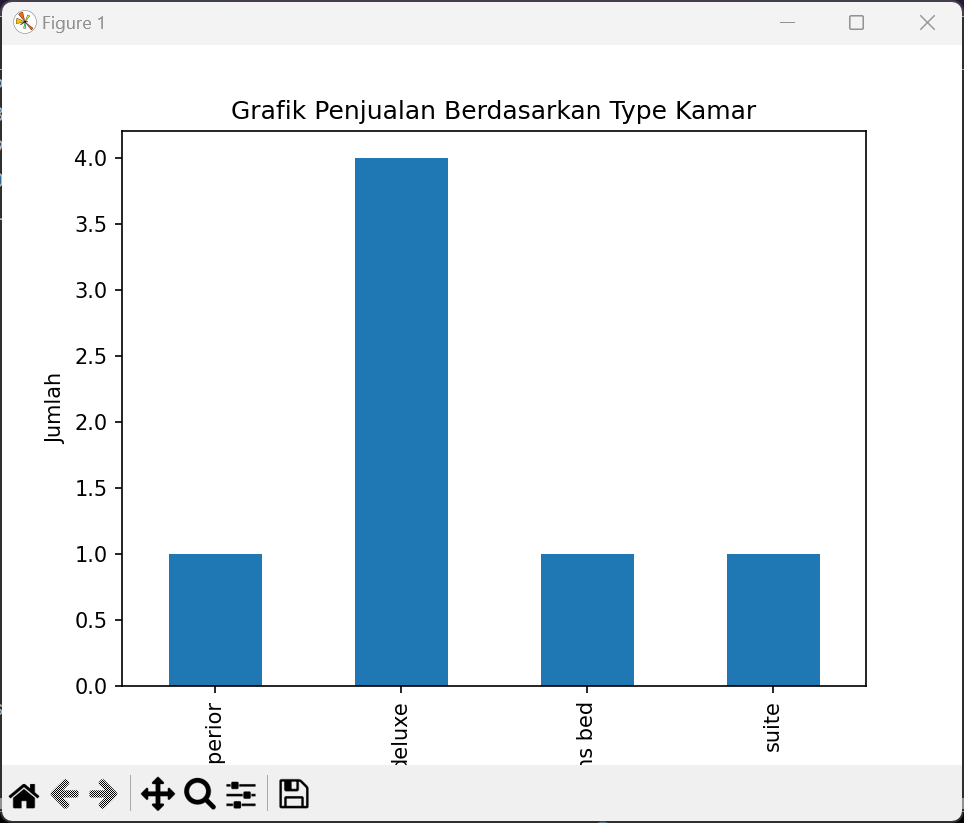 Figure 1
Grafik Penjualan Berdasarkan Type Kamar
4.0
3.5
3.0
2.5
2.0
1.5
1.0
0.5
0.0
Jumlah
perior
deluxe
ns bed
suite